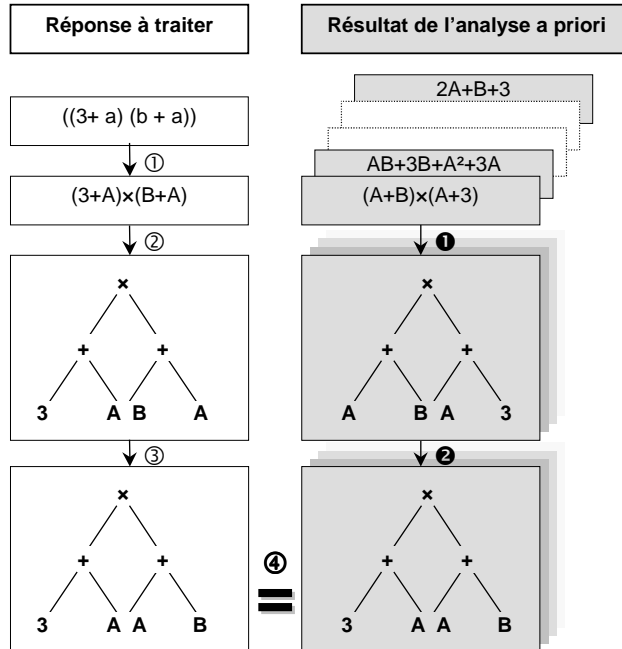 Réponse à traiter
Résultat de l'analyse a priori
2A+B+3
((3+ a) (b + a))
①
AB+3B+A²+3A
(3+A)×(B+A)
(A+B)×(A+3)
②
❶
×
×
+ +
+ +
3 A B A
A B A 3
③
❷
×
×
+ +
④
+ +
=
3 A A B
3 A A B